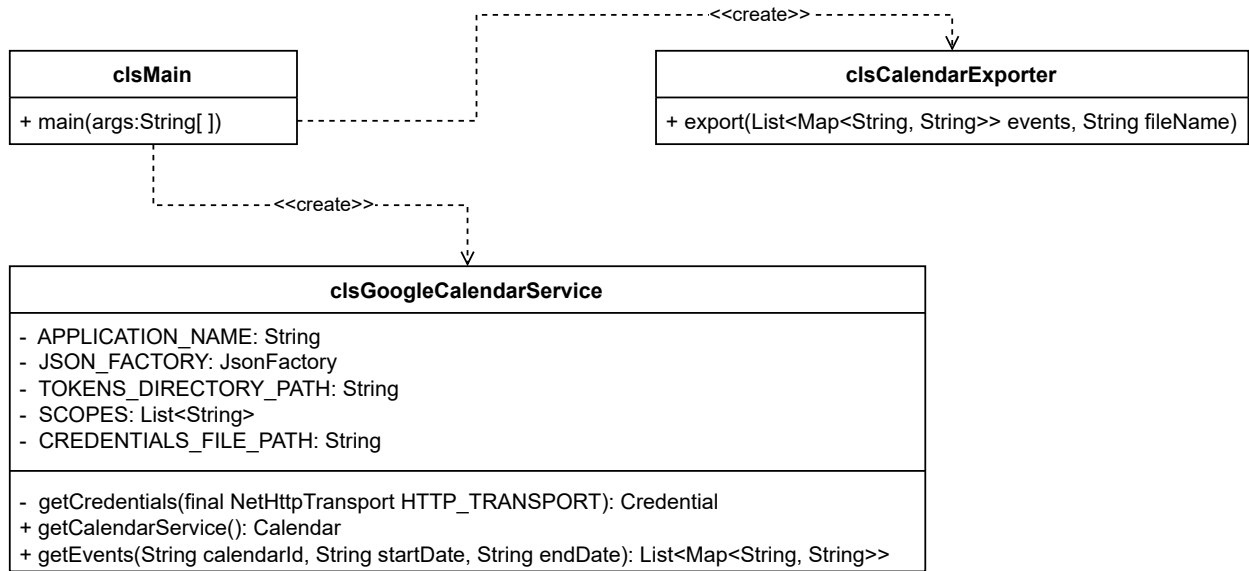 <<create>>
clsMain
+ main(args:String[ ])
clsCalendarExporter
+ export(List<Map<String, String>> events, String fileName)
<<create>>
clsGoogleCalendarService
- APPLICATION_NAME: String
- JSON_FACTORY: JsonFactory
- TOKENS_DIRECTORY_PATH: String
- SCOPES: List<String>
- CREDENTIALS_FILE_PATH: String
- getCredentials(final NetHttpTransport HTTP_TRANSPORT): Credential
+ getCalendarService(): Calendar
+ getEvents(String calendarId, String startDate, String endDate): List<Map<String, String>>